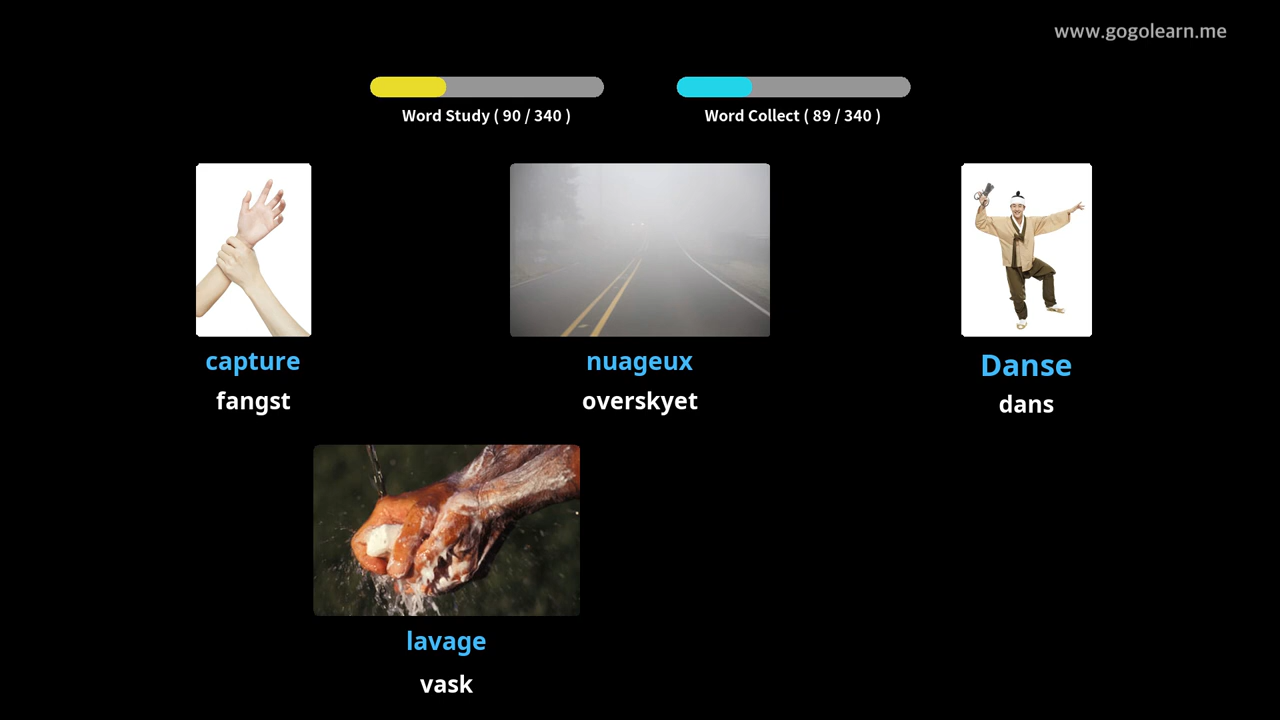 www.gogolearn.me
Word Study ( 90 / 340 )
Word Collect ( 89 / 340 )
capture
fangst
nuageux
overskyet
Danse
dans
lavage
vask